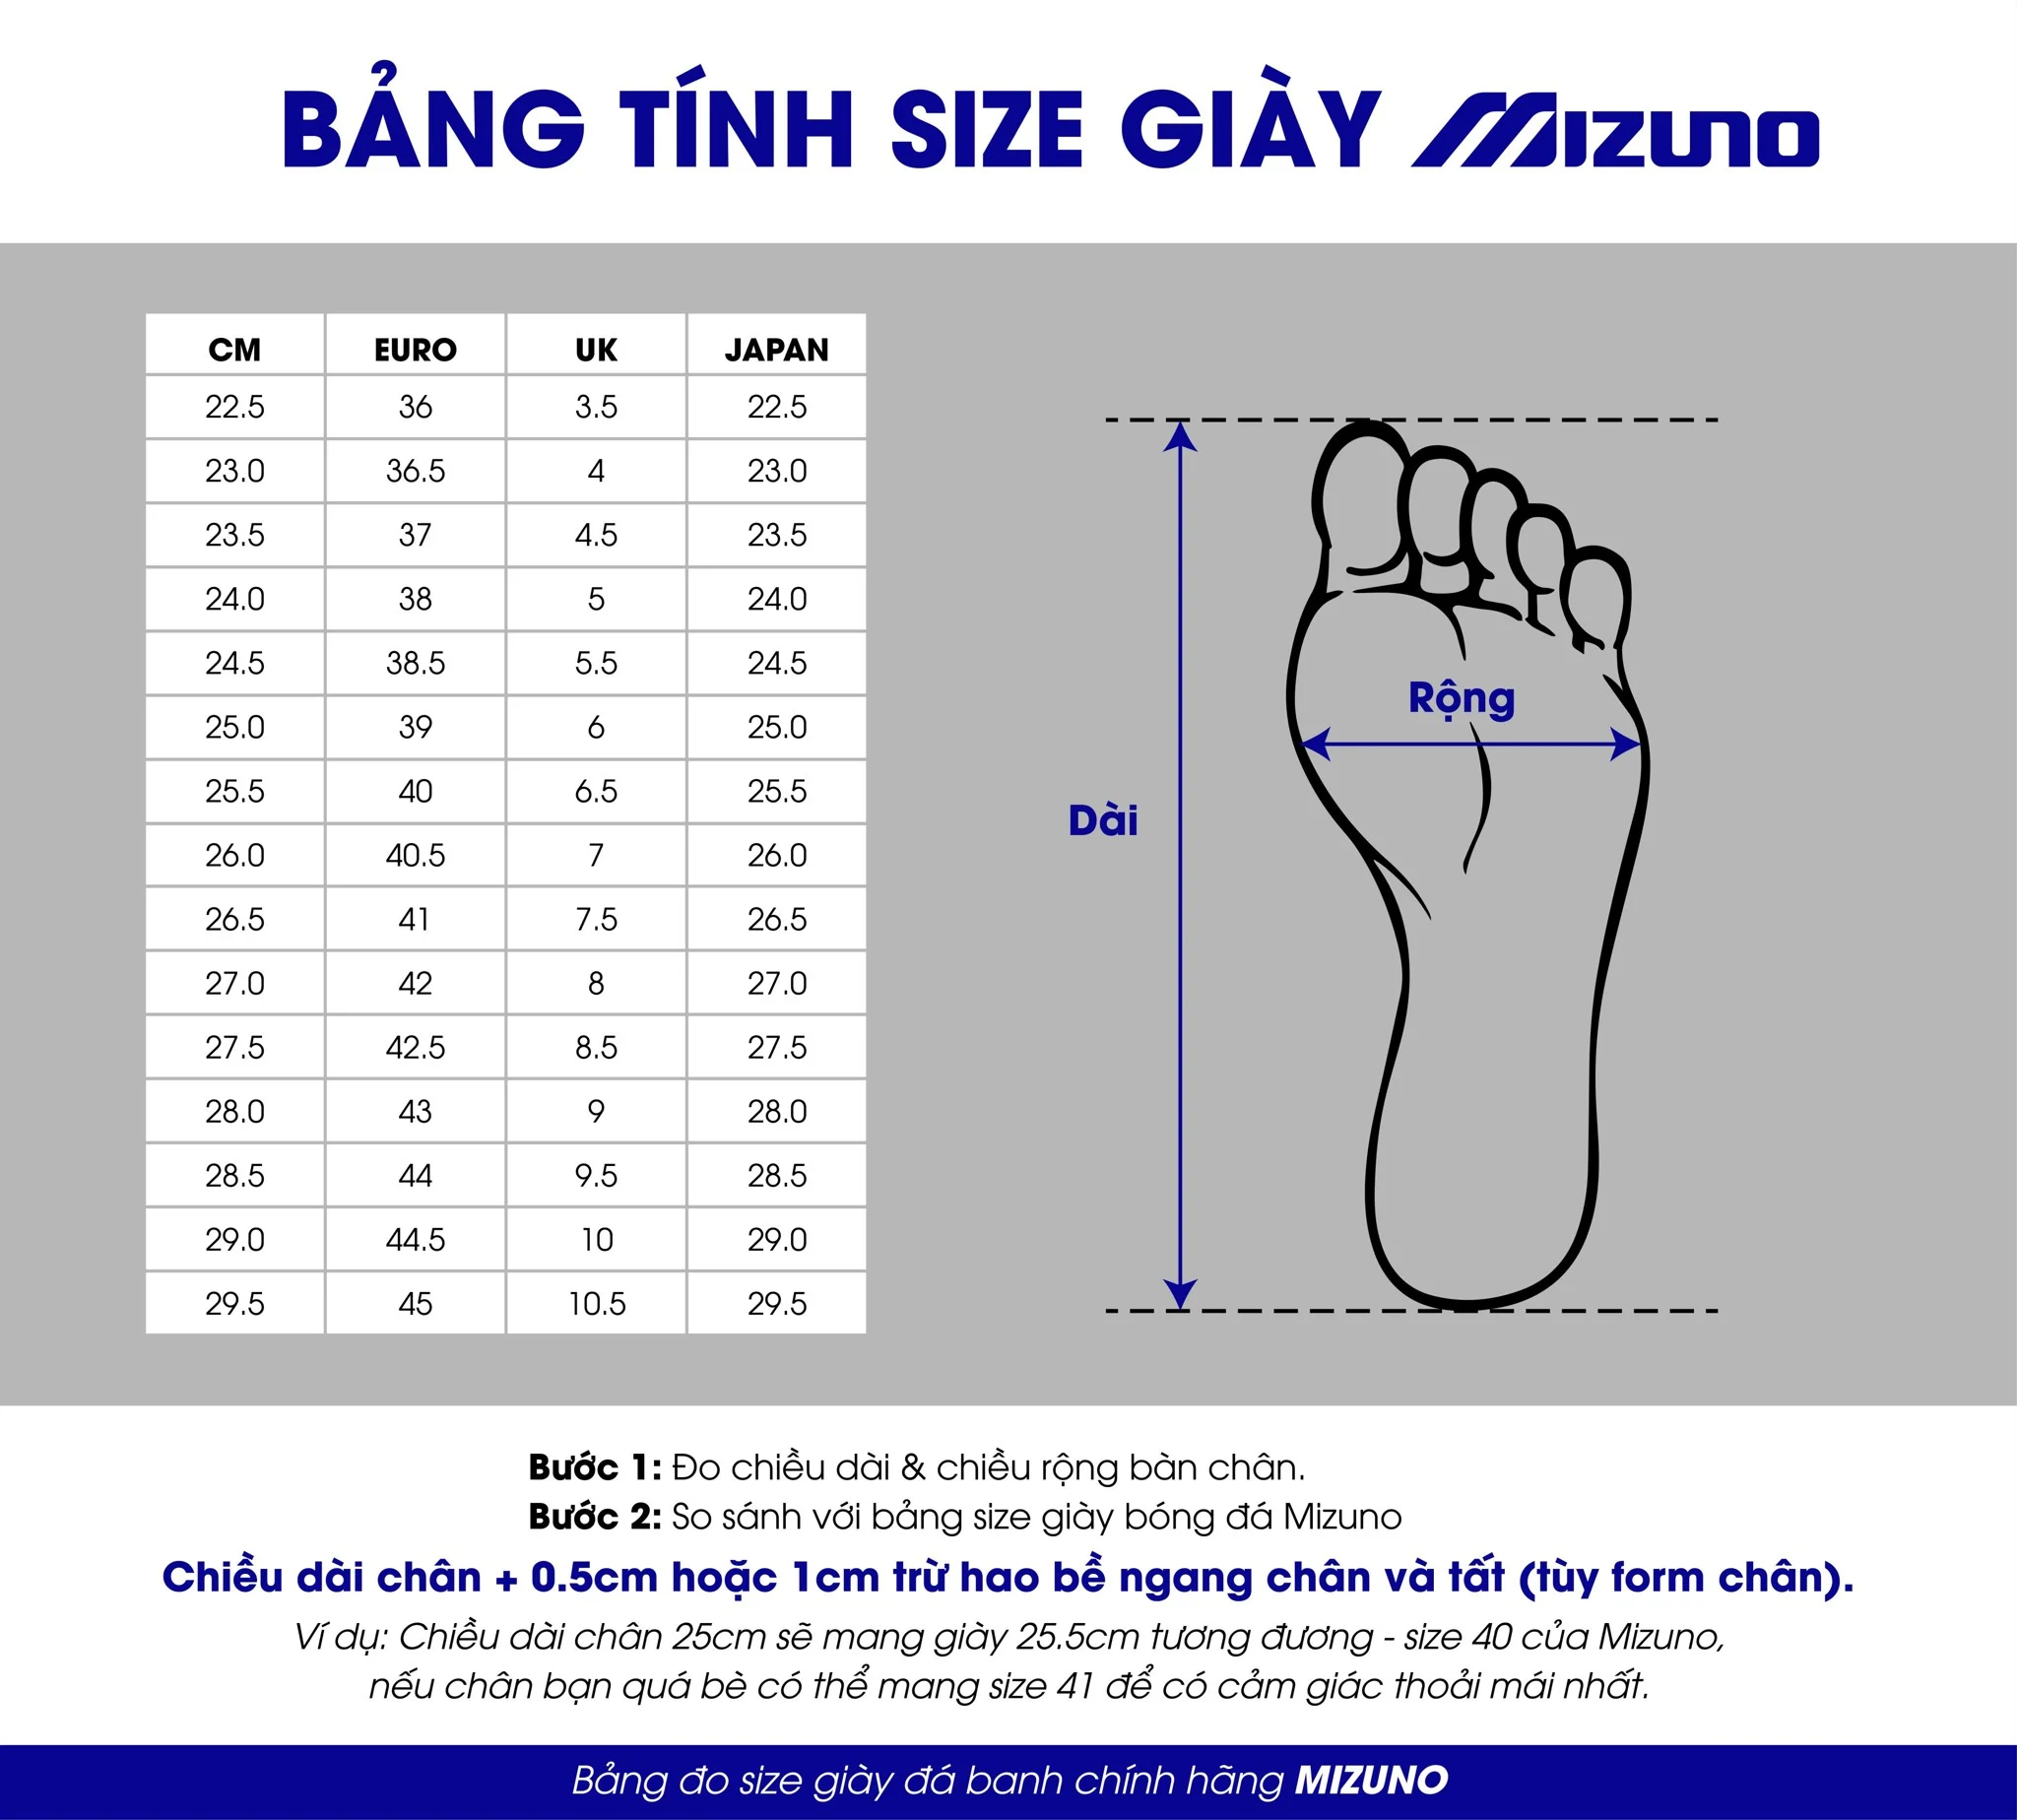 BẢNG TÍNH SIZE GIÀY MIZUNO
CM EURO UK JAPAN
22.5 36 3.5 22.5
23.0 36.5 4 23.0
23.5 37 4.5 23.5
24.0 38 5 24.0
24.5 38.5 5.5 24.5
25.0 39 6 25.0
25.5 40 6.5 25.5
26.0 40.5 7 26.0
26.5 41 7.5 26.5
27.0 42 8 27.0
27.5 42.5 8.5 27.5
28.0 43 9 28.0
28.5 44 9.5 28.5
29.0 44.5 10 29.0
29.5 45 10.5 29.5
Rộng
Dài
Bước 1: Đo chiều dài & chiều rộng bàn chân.
Bước 2: So sánh với bảng size giày bóng đá Mizuno
Chiều dài chân + 0.5cm hoặc 1cm trừ hao bề ngang chân và tất (tùy form chân).
Ví dụ: Chiều dài chân 25cm sẽ mang giày 25.5cm tương đương - size 40 của Mizuno,
nếu chân bạn quá bè có thể mang size 41 để có cảm giác thoải mái nhất.
Bảng đo size giày đá banh chính hãng MIZUNO